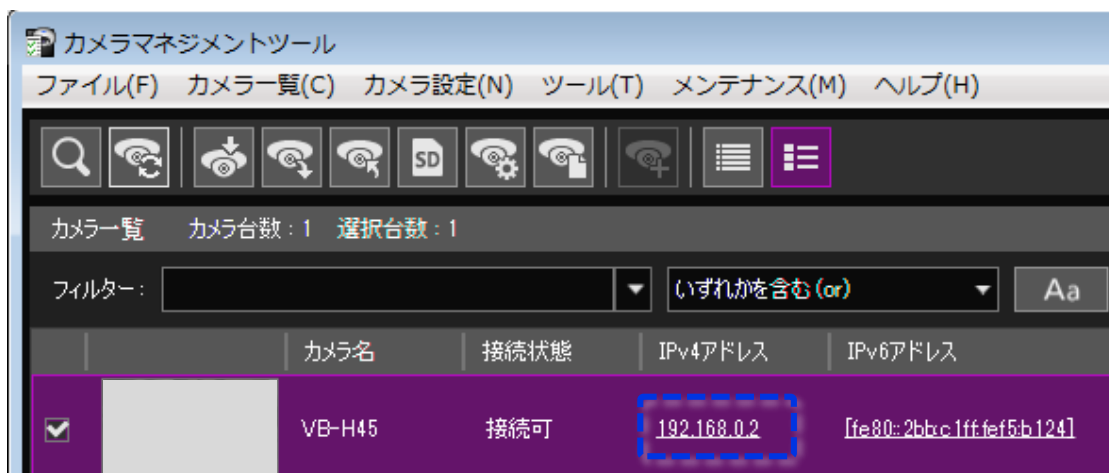 カメラマネジメントツール
ファイル(F) カメラ一覧(C) カメラ設定(N) ツール(T) メンテナンス(M) ヘルプ(H)
SD
カメラ一覧 カメラ台数：1 選択台数：1
フィルター： いずれかを含む(or) Aa
カメラ名 接続状態 IPv4アドレス IPv6アドレス
VB-H45 接続可 192.168.0.2 [fe80::2bb:c1ff:fef5:b124]